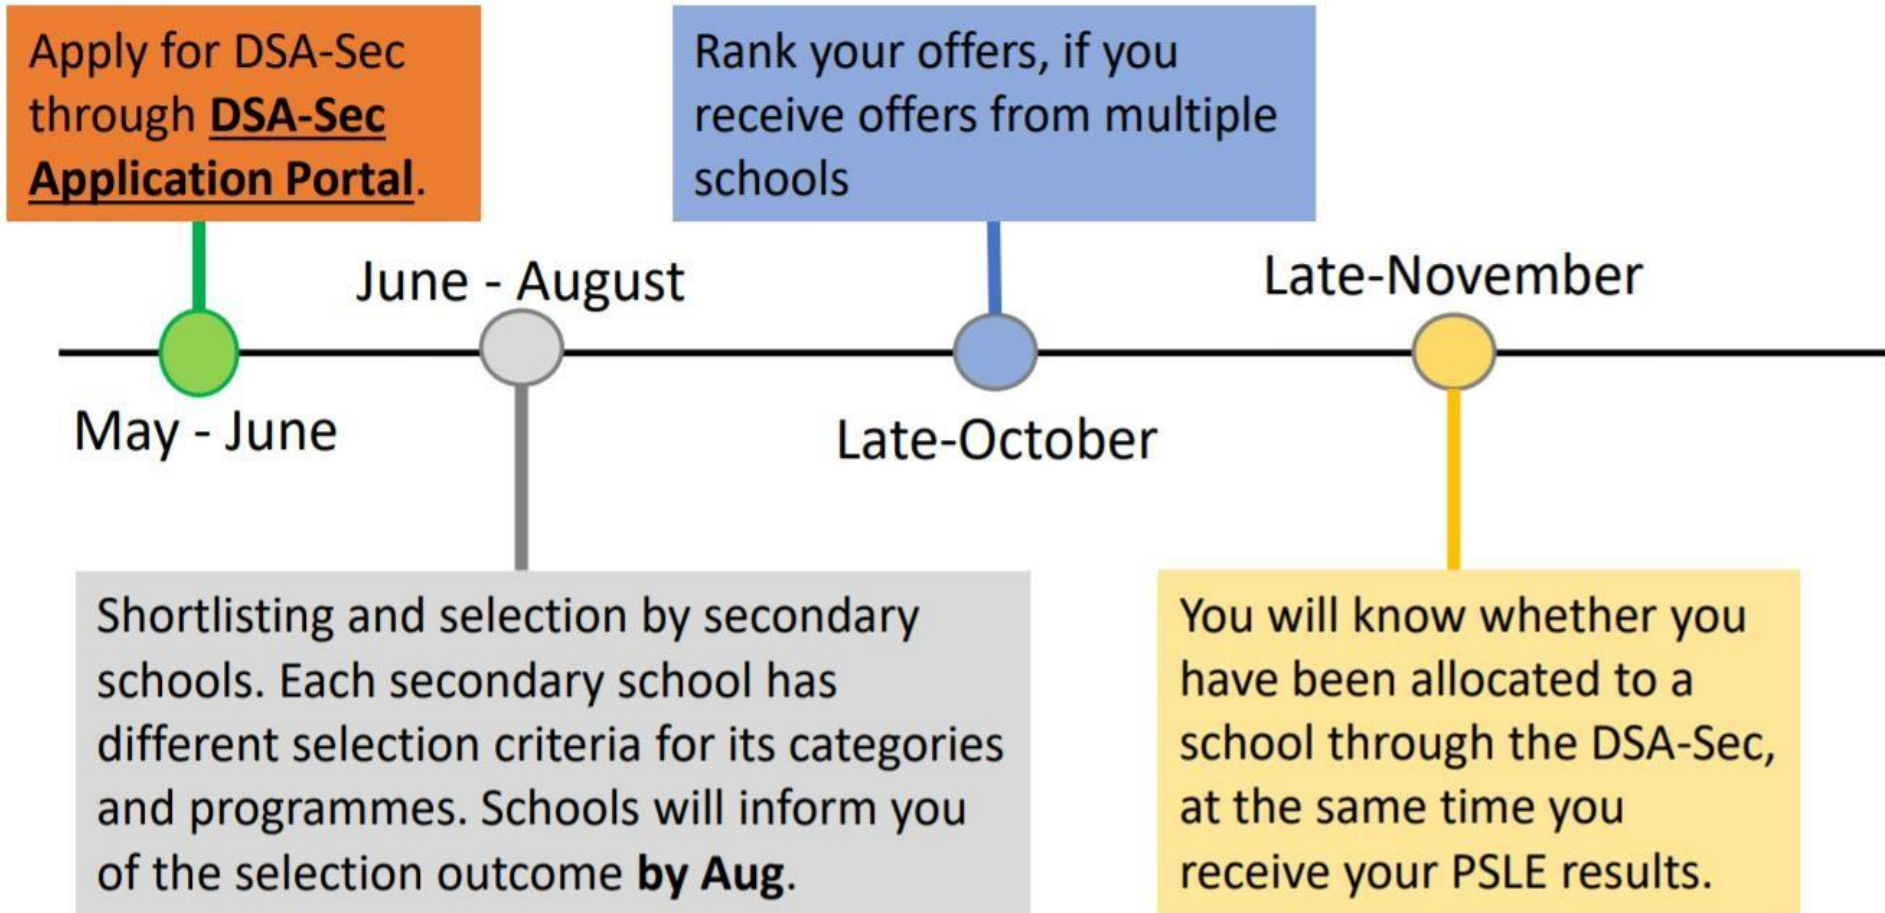 Apply for DSA-Sec
through DSA-Sec
Application Portal.
May - June
June - August
Shortlisting and selection by secondary
schools. Each secondary school has
different selection criteria for its categories
and programmes. Schools will inform you
of the selection outcome by Aug.
Rank your offers, if you
receive offers from multiple
schools
Late-October
Late-November
You will know whether you
have been allocated to a
school through the DSA-Sec,
at the same time you
receive your PSLE results.